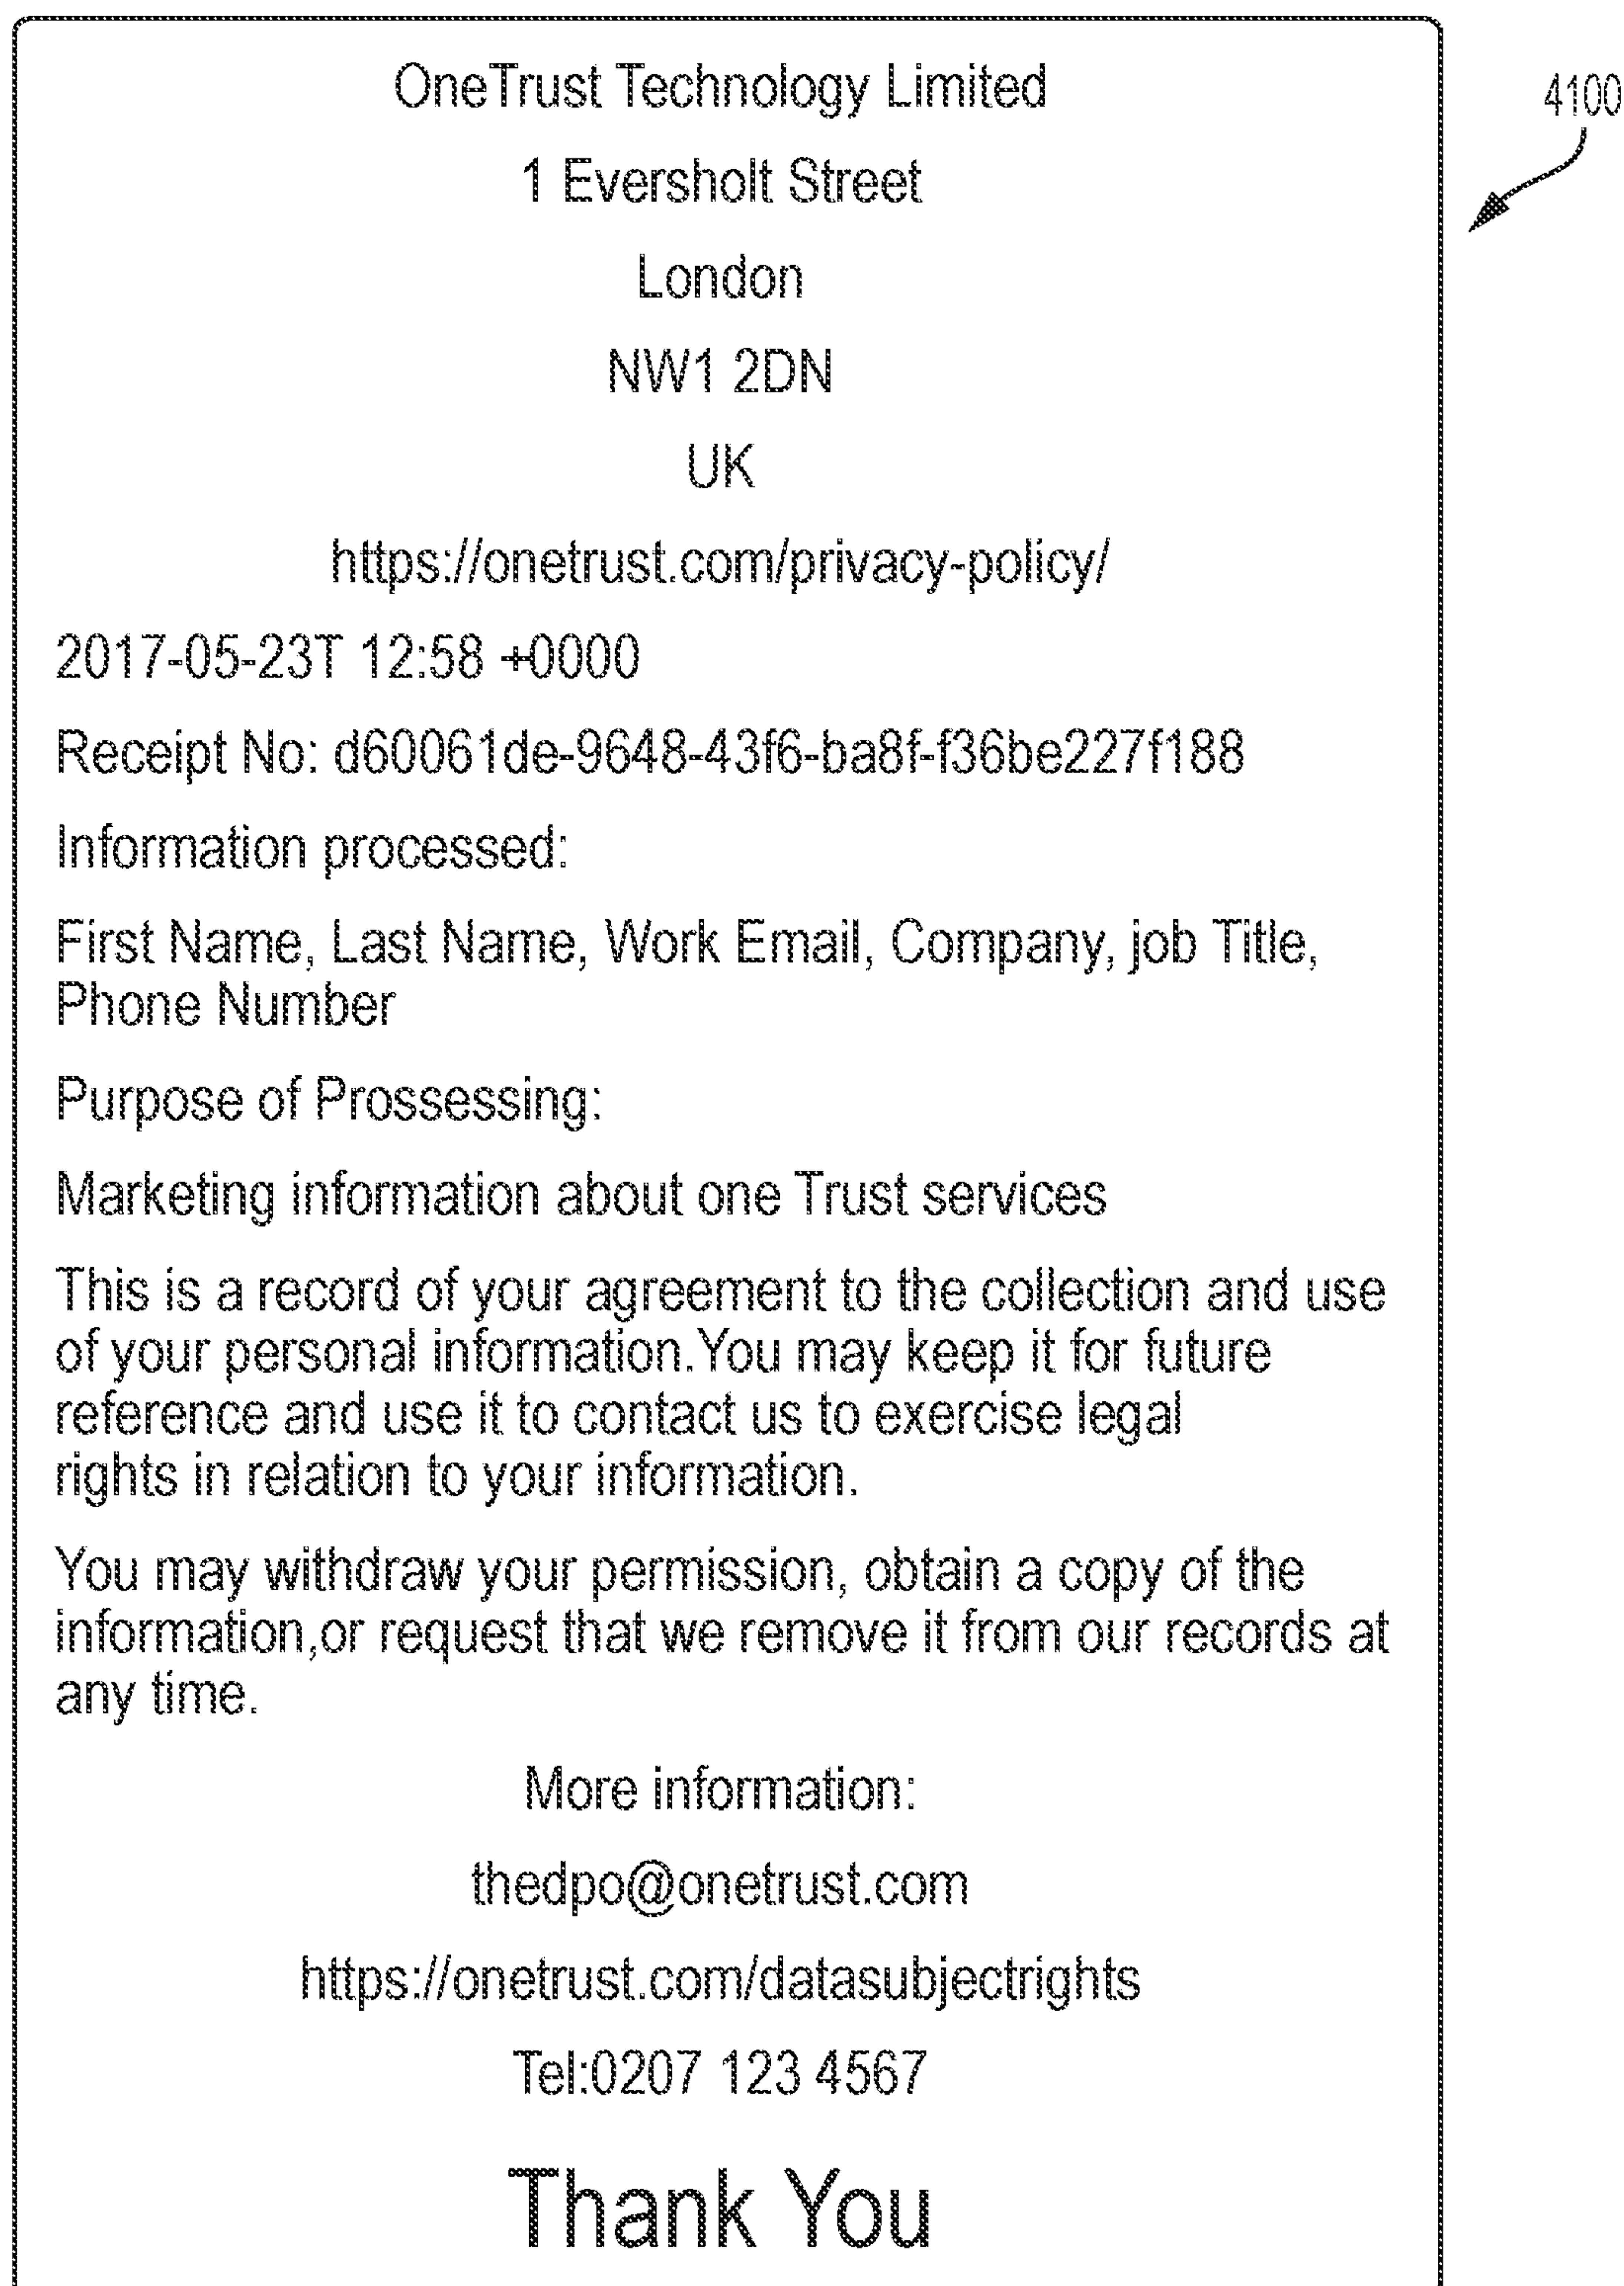 OneTrust Technology Limited
4100
1 Eversholt Street
London
NW1 2DN
UK
https://onetrust.com/privacy-policy/
2017-05-23T 12:58 +0000
Receipt No: d60061de-9648-43f6-ba8f-f36be227f188
Information processed:
First Name, Last Name, Work Email, Company, job Title,
Phone Number
Purpose of Prossessing:
Marketing information about one Trust services
This is a record of your agreement to the collection and use
of your personal information.You may keep it for future
reference and use it to contact us to exercise legal
rights in relation to your information.
You may withdraw your permission, obtain a copy of the
information,or request that we remove it from our records at
any time.
More information:
thedpo@onetrust.com
https://onetrust.com/datasubjectrights
Tel:0207 123 4567
Thank You